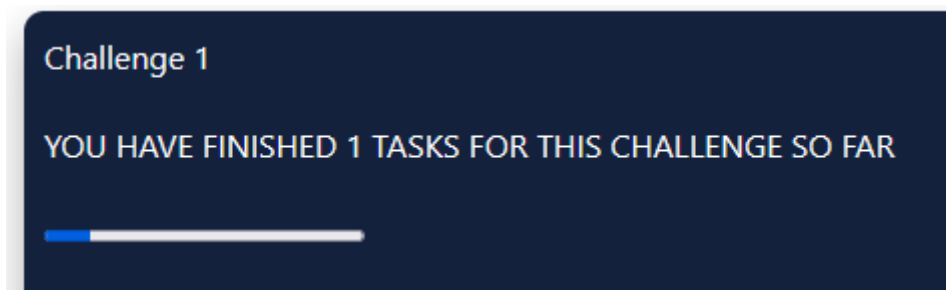 Challenge 1
YOU HAVE FINISHED 1 TASKS FOR THIS CHALLENGE SO FAR